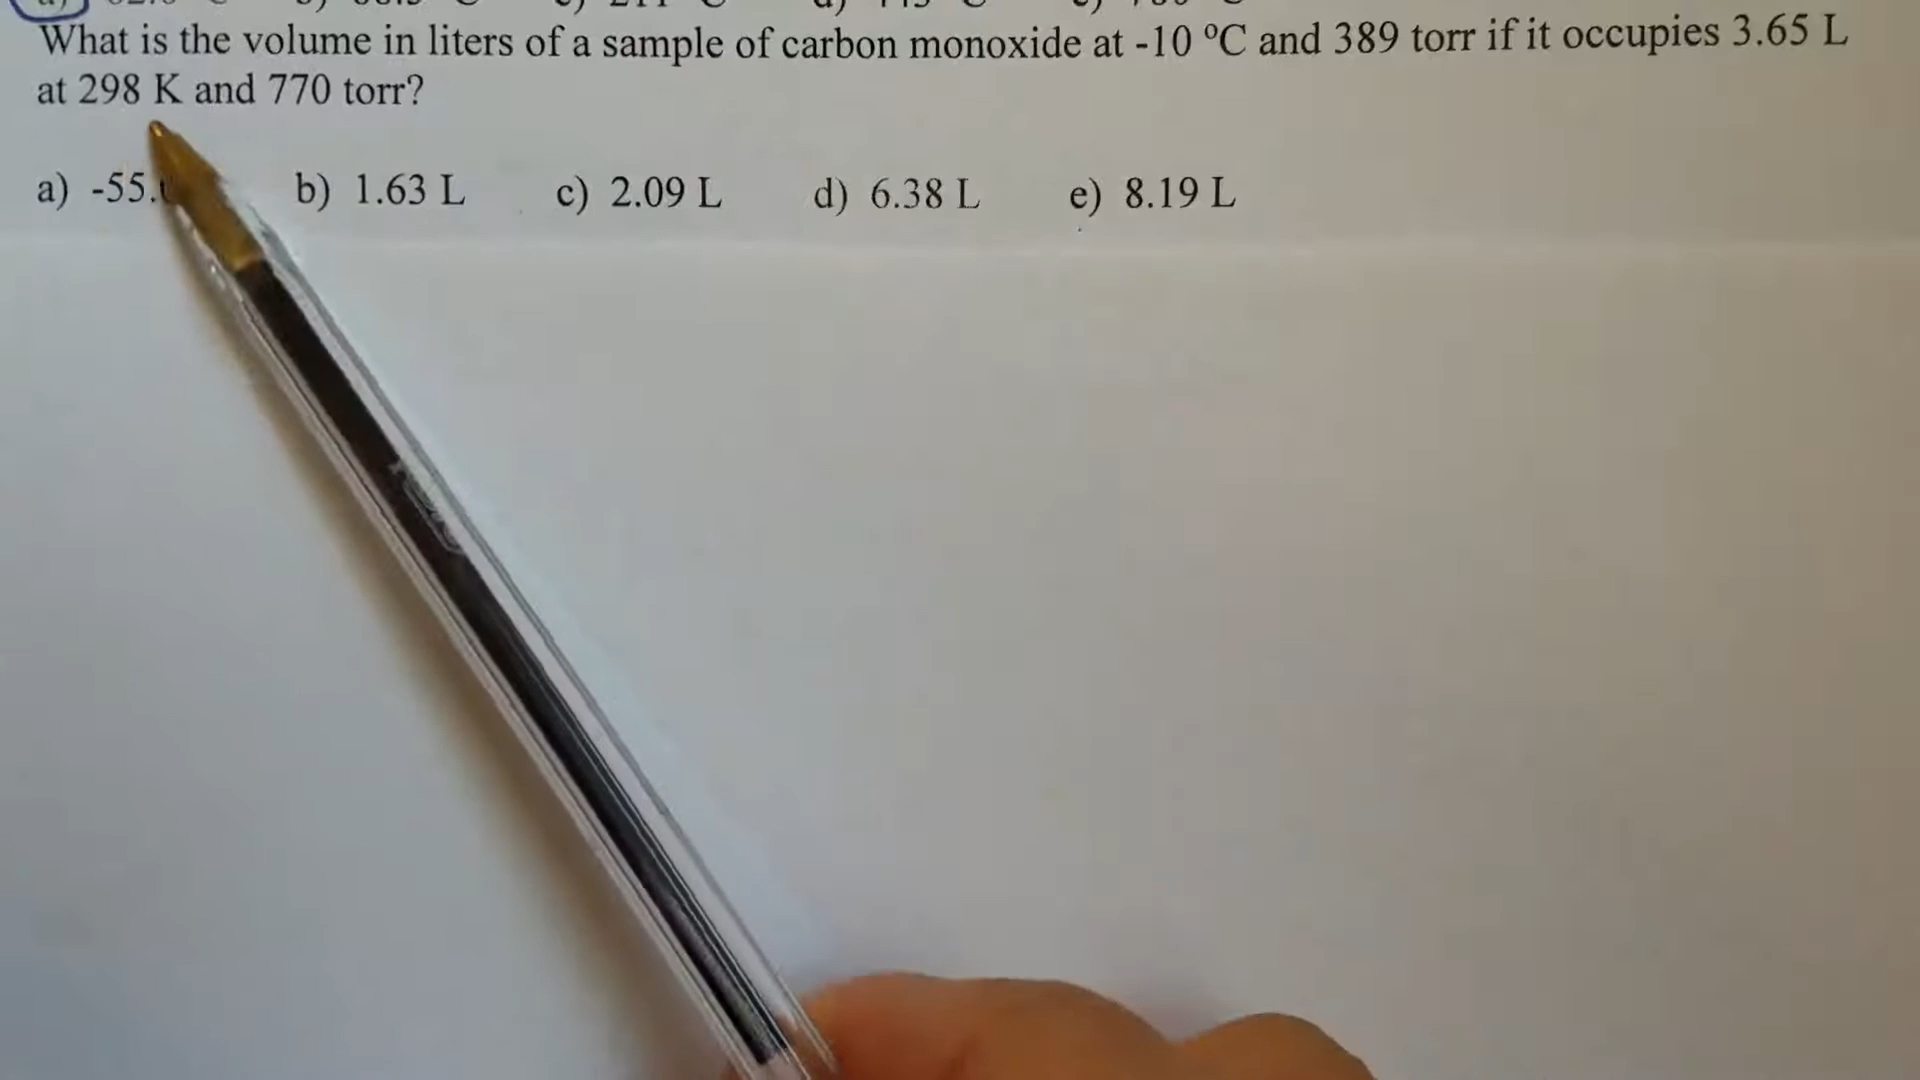 What is the volume in liters of a sample of carbon monoxide at -10 ºC and 389 torr if it occupies 3.65 L
at 298 K and 770 torr?
a) -55. b) 1.63 L c) 2.09 L d) 6.38 L e) 8.19 L